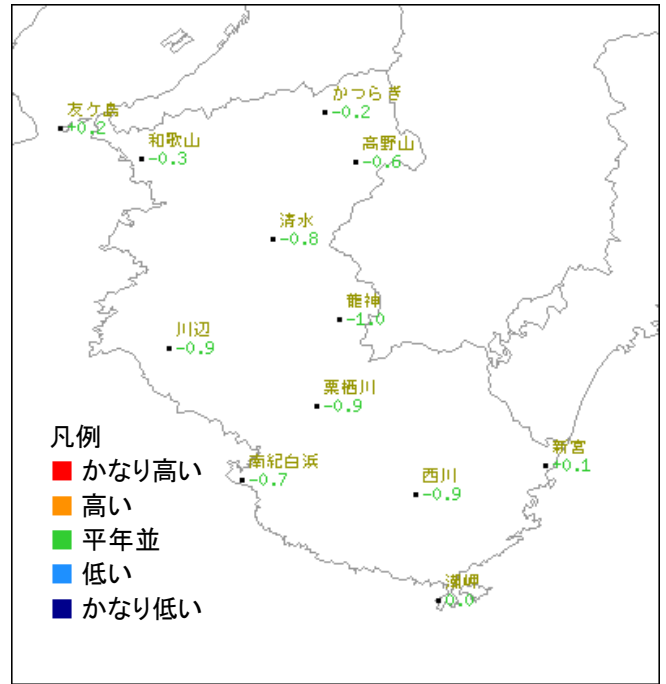 かつらぎ
-0.2
友ケ島
+0.2
和歌山
-0.3
高野山
-0.6
清水
-0.8
龍神
-1.0
川辺
-0.9
栗栖川
-0.9
新宮
+0.1
南紀白浜
-0.7
西川
-0.9
潮岬
0.0
凡例
かなり高い
高い
平年並
低い
かなり低い